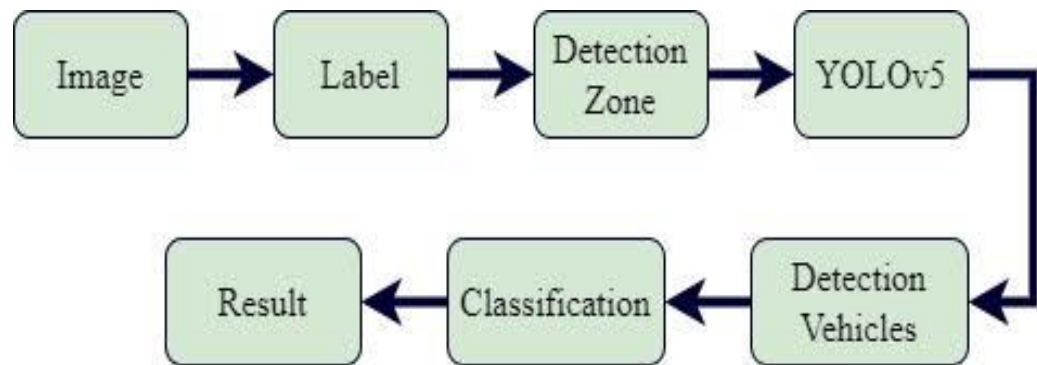 Image
Label
Detection
Zone
YOLOv5
Detection
Vehicles
Classification
Result